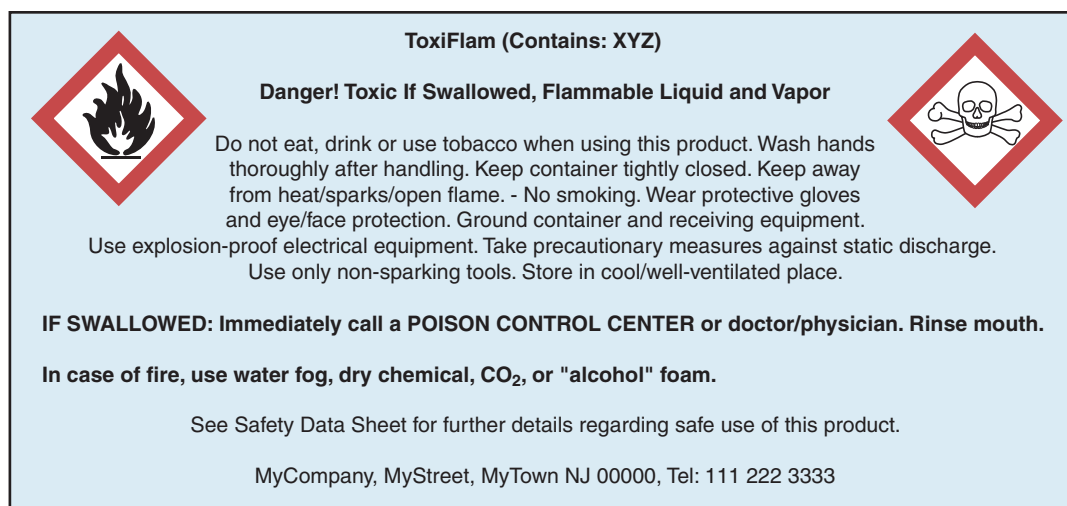 ToxiFlam (Contains: XYZ)
Danger! Toxic If Swallowed, Flammable Liquid and Vapor
Do not eat, drink or use tobacco when using this product. Wash hands
thoroughly after handling. Keep container tightly closed. Keep away
from heat/sparks/open flame. - No smoking. Wear protective gloves
and eye/face protection. Ground container and receiving equipment.
Use explosion-proof electrical equipment. Take precautionary measures against static discharge.
Use only non-sparking tools. Store in cool/well-ventilated place.
IF SWALLOWED: Immediately call a POISON CONTROL CENTER or doctor/physician. Rinse mouth.
In case of fire, use water fog, dry chemical, CO₂, or "alcohol" foam.
See Safety Data Sheet for further details regarding safe use of this product.
MyCompany, MyStreet, MyTown NJ 00000, Tel: 111 222 3333